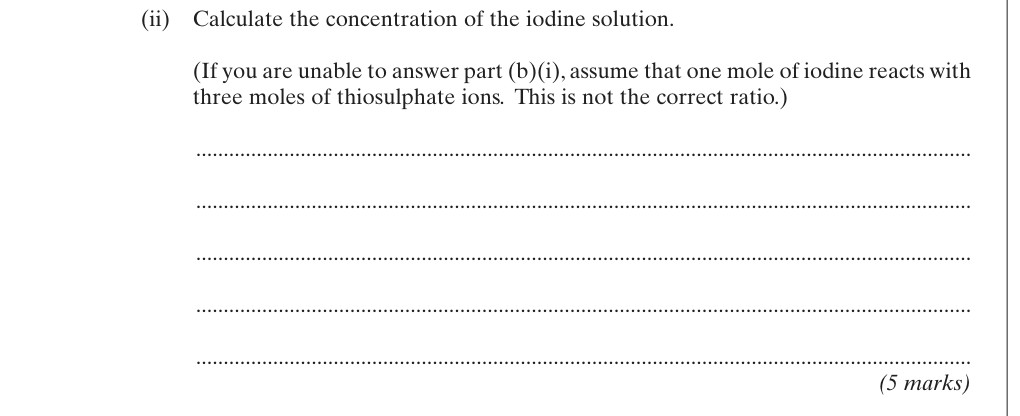 (ii) Calculate the concentration of the iodine solution.
(If you are unable to answer part (b)(i), assume that one mole of iodine reacts with
three moles of thiosulphate ions. This is not the correct ratio.)
(5 marks)